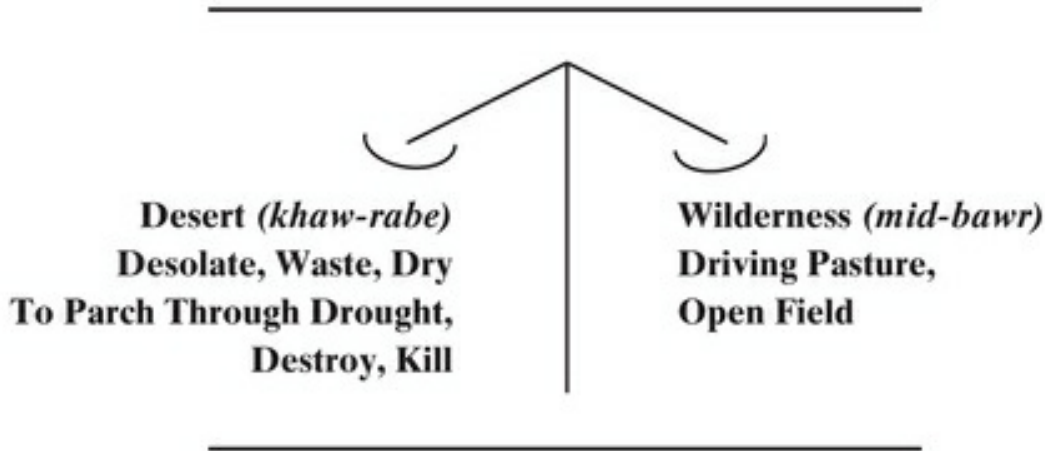 Desert (khaw-rabe)
Desolate, Waste, Dry
To Parch Through Drought,
Destroy, Kill
Wilderness (mid-bawr)
Driving Pasture,
Open Field